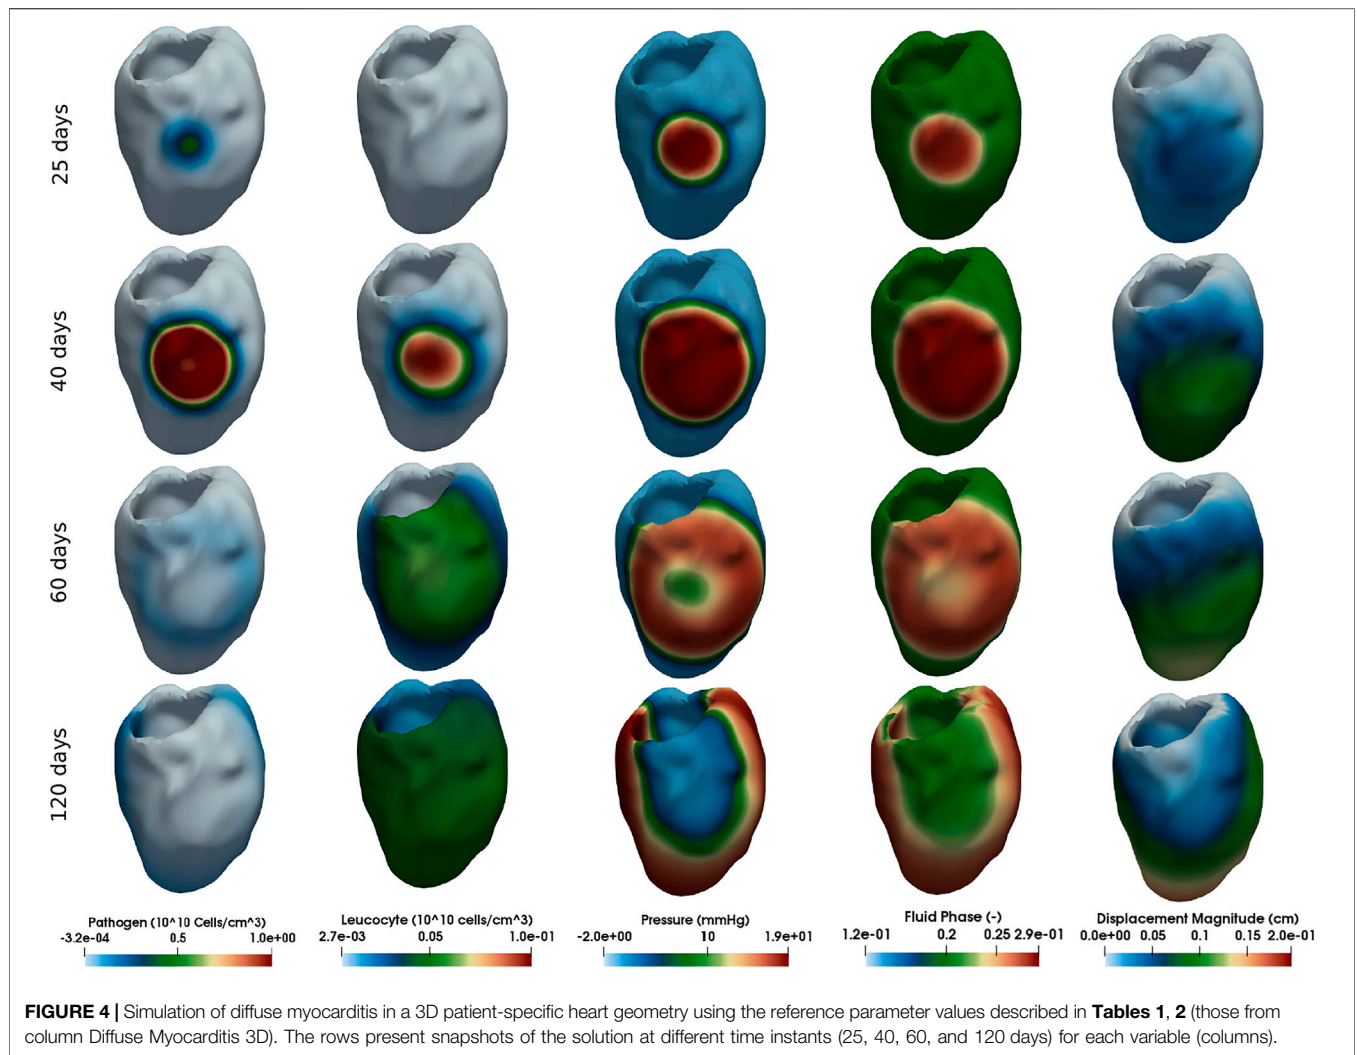 25 days
40 days
60 days
120 days
Pathogen (10^10 Cells/cm^3)
-3.2e-04 0.5 1.0e+00
Leucocyte (10^10 cells/cm^3)
2.7e-03 0.05 1.0e-01
Pressure (mmHg)
-2.0e+00 10 1.9e+01
Fluid Phase (-)
1.2e-01 0.2 0.25 2.9e-01
Displacement Magnitude (cm)
0.0e+00 0.05 0.1 0.15 2.0e-01
FIGURE 4 | Simulation of diffuse myocarditis in a 3D patient-specific heart geometry using the reference parameter values described in Tables 1, 2 (those from
column Diffuse Myocarditis 3D). The rows present snapshots of the solution at different time instants (25, 40, 60, and 120 days) for each variable (columns).